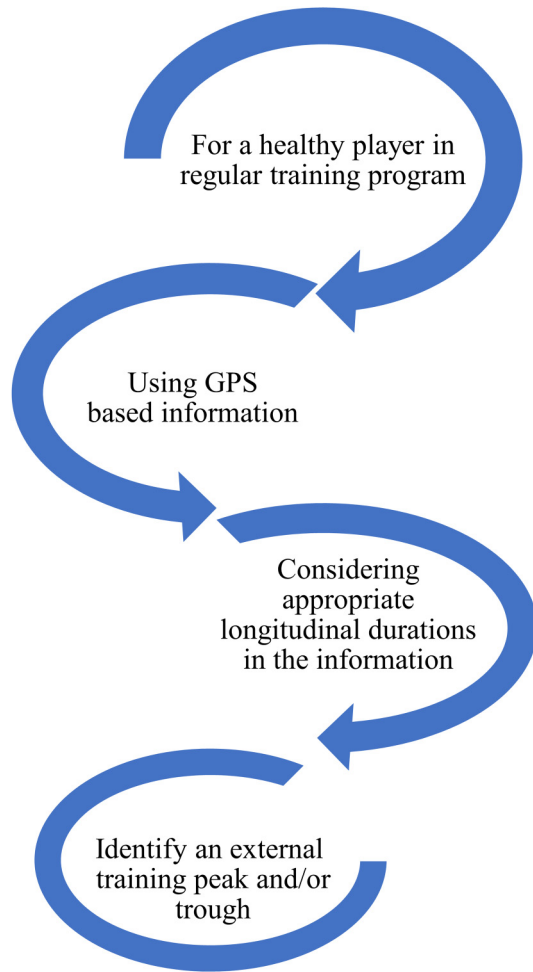 For a healthy player in
regular training program
Using GPS
based information
Considering
appropriate
longitudinal durations
in the information
Identify an external
training peak and/or
trough